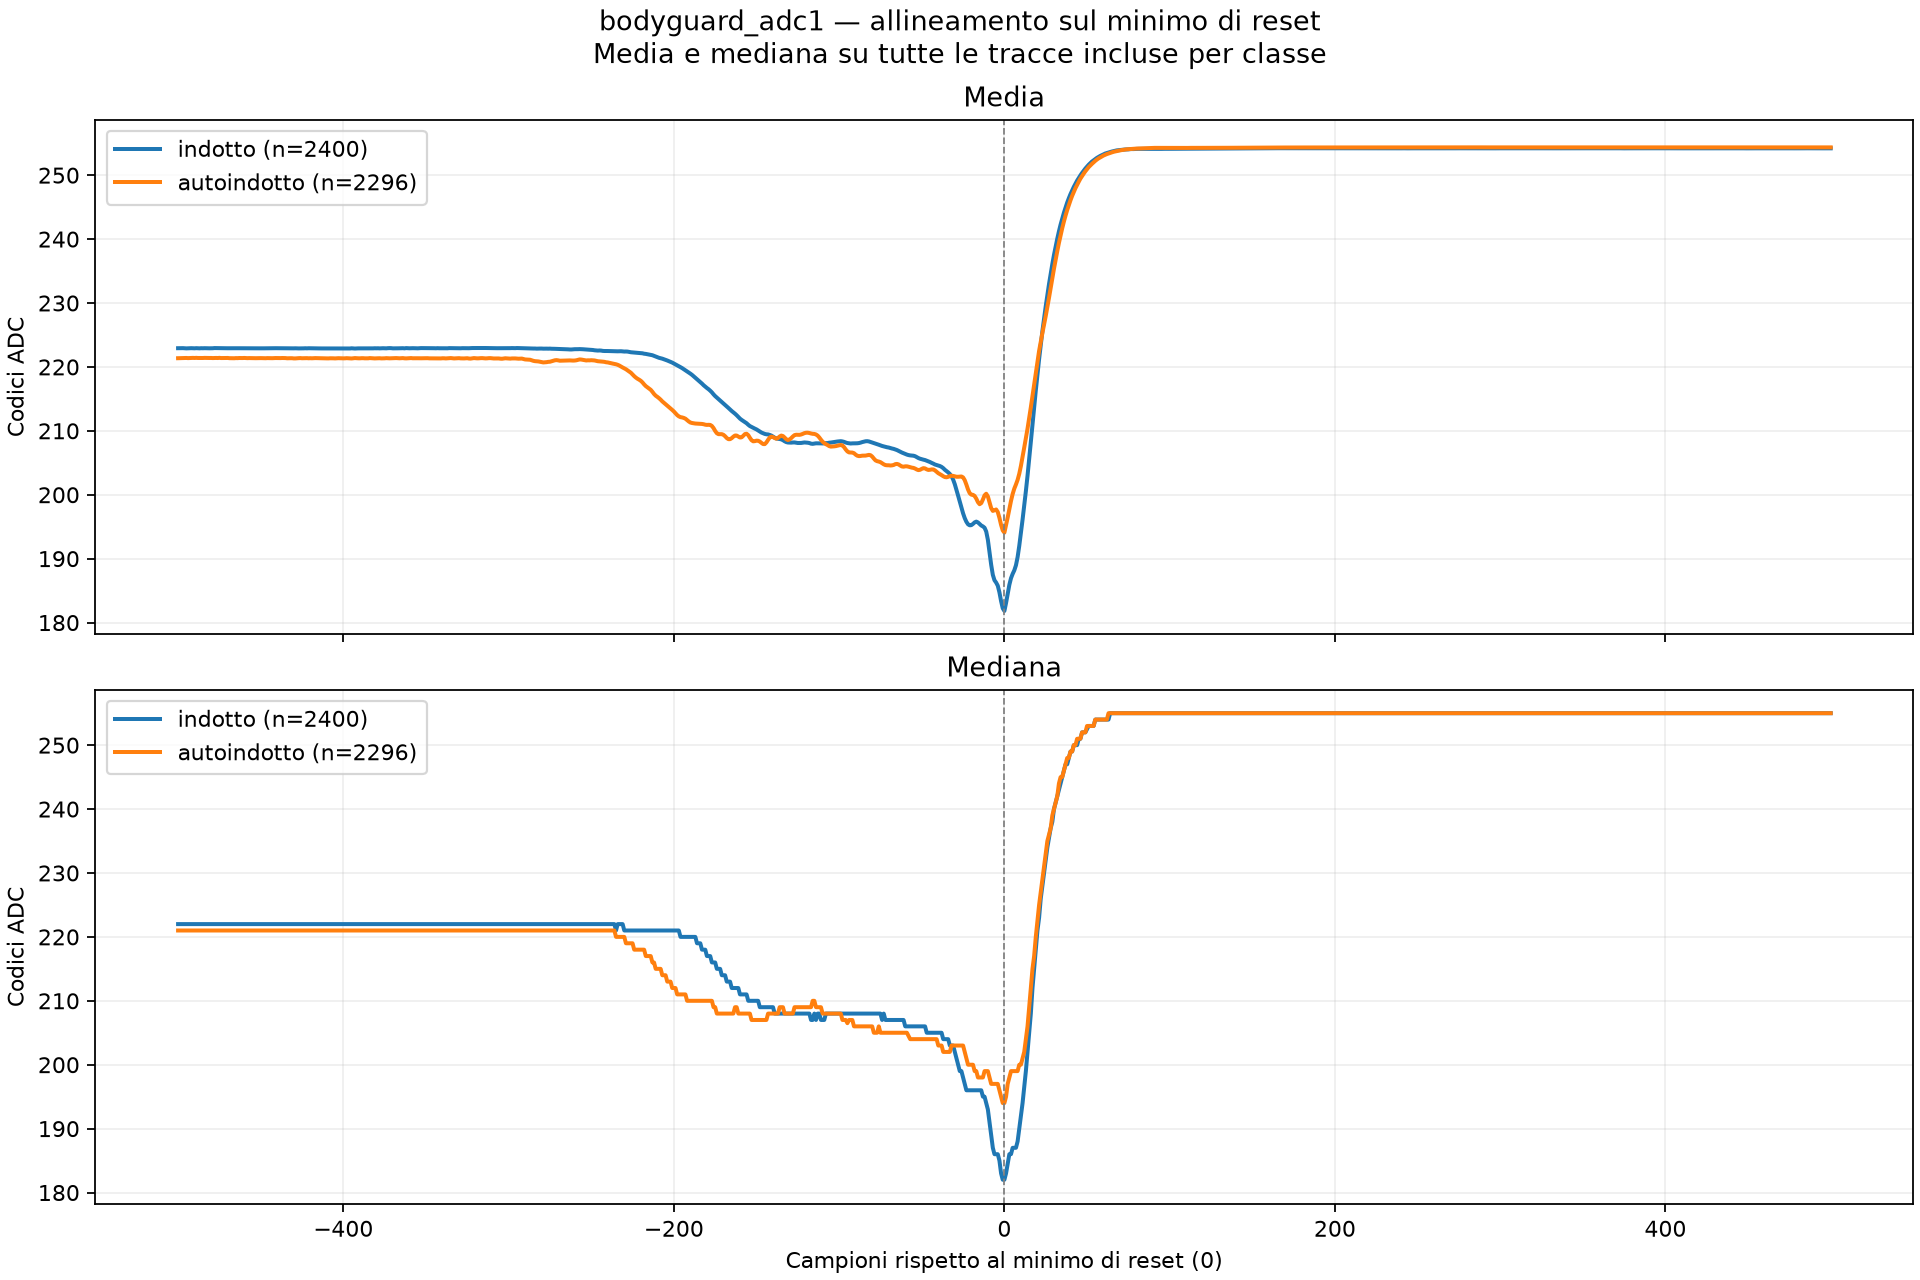 bodyguard_adc1 — allineamento sul minimo di reset
Media e mediana su tutte le tracce incluse per classe
Media
indotto (n=2400)
autoindotto (n=2296)
Codici ADC
250
240
230
220
210
200
190
180
Mediana
indotto (n=2400)
autoindotto (n=2296)
Codici ADC
250
240
230
220
210
200
190
180
−400
−200
0
200
400
Campioni rispetto al minimo di reset (0)